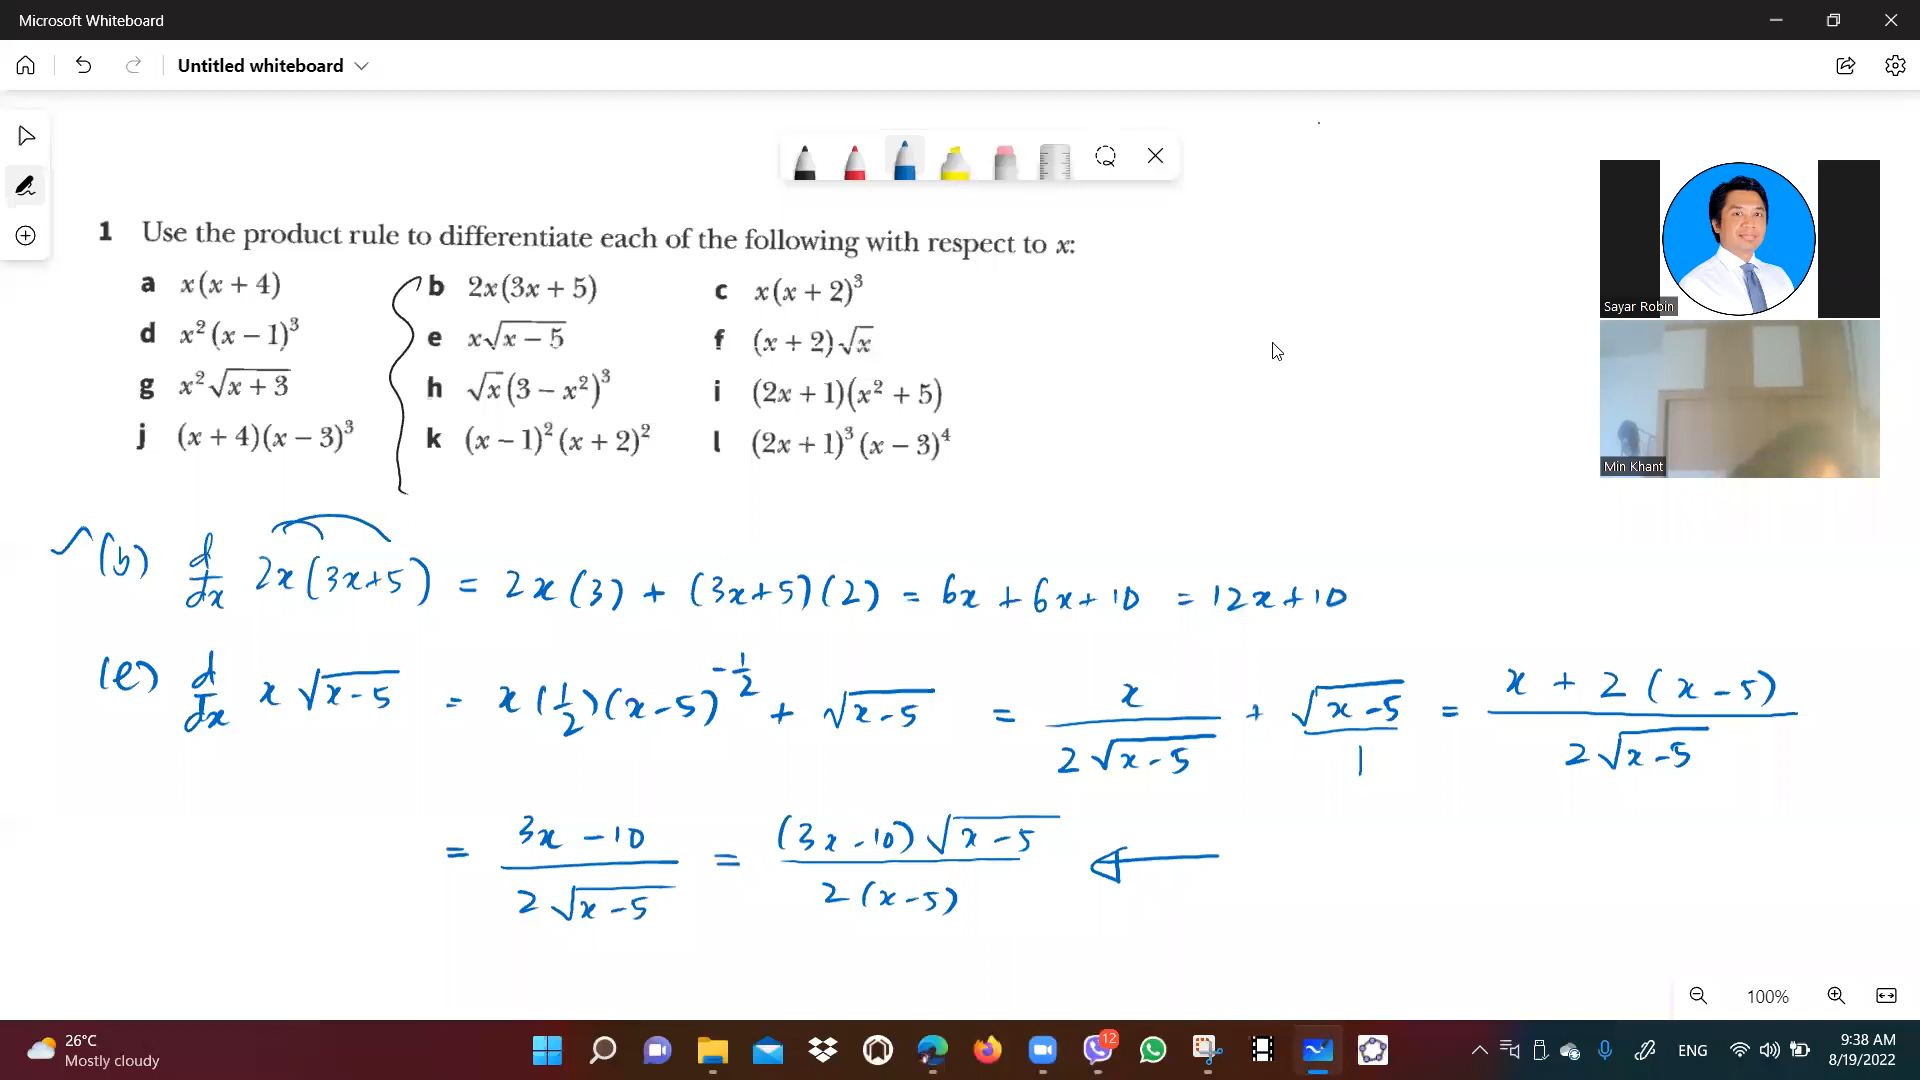 Microsoft Whiteboard
Untitled whiteboard
1 Use the product rule to differentiate each of the following with respect to x:
a x(x + 4) b 2x(3x + 5) c x(x + 2)³
d x²(x − 1)³ e x√(x − 5) f (x + 2)√x
g x²√(x + 3) h √x(3 − x²)³ i (2x + 1)(x² + 5)
j (x + 4)(x − 3)³ k (x − 1)²(x + 2)² l (2x + 1)³(x − 3)⁴
Sayar Robin
Min Khant
(b) d/dx 2x(3x+5) = 2x(3) + (3x+5)(2) = 6x + 6x + 10 = 12x + 10
(e) d/dx x√(x-5) = x(1/2)(x-5)^(-1/2) + √(x-5) = x/(2√(x-5)) + √(x-5)/1 = (x + 2(x-5))/(2√(x-5))
= (3x - 10)/(2√(x-5)) = ((3x-10)√(x-5))/(2(x-5))
100%
26°C
Mostly cloudy
12
ENG
9:38 AM
8/19/2022